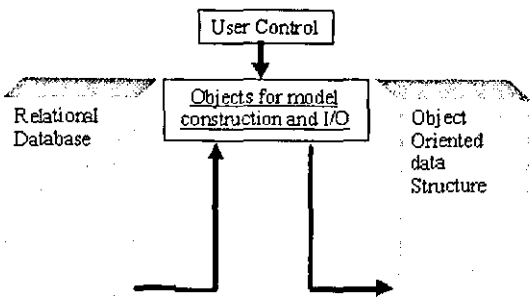 User Control
Objects for model
construction and I/O
Relational
Database
Object
Oriented
data
Structure